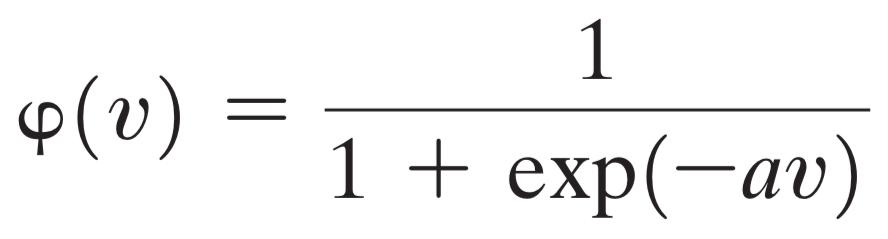 φ(v) = 1 / (1 + exp(−av))